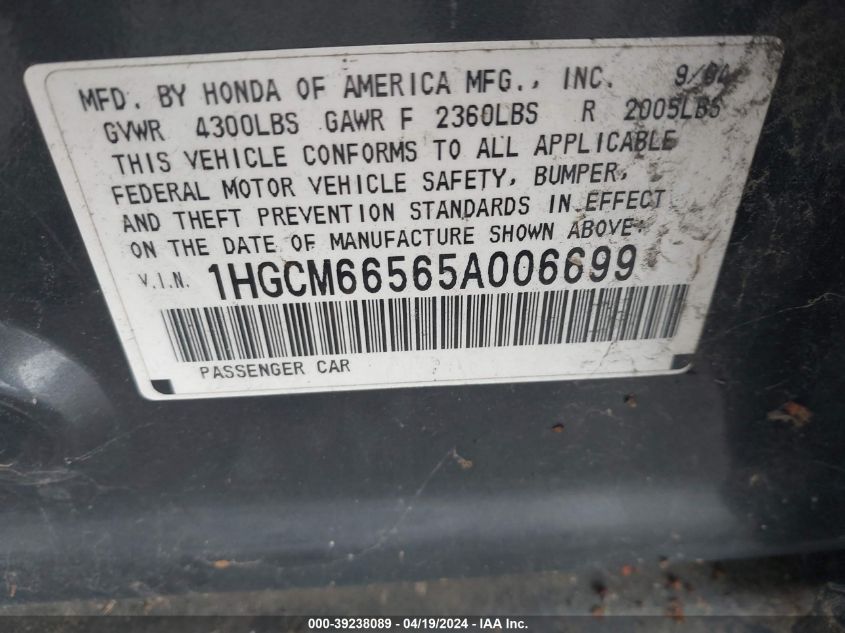 MFD. BY HONDA OF AMERICA MFG., INC. 9/04
GVWR 4300LBS GAWR F 2360LBS R 2005LBS
THIS VEHICLE CONFORMS TO ALL APPLICABLE
FEDERAL MOTOR VEHICLE SAFETY, BUMPER,
AND THEFT PREVENTION STANDARDS IN EFFECT
ON THE DATE OF MANUFACTURE SHOWN ABOVE.
V.I.N. 1HGCM66565A006699
PASSENGER CAR
000-39238089 - 04/19/2024 - IAA Inc.